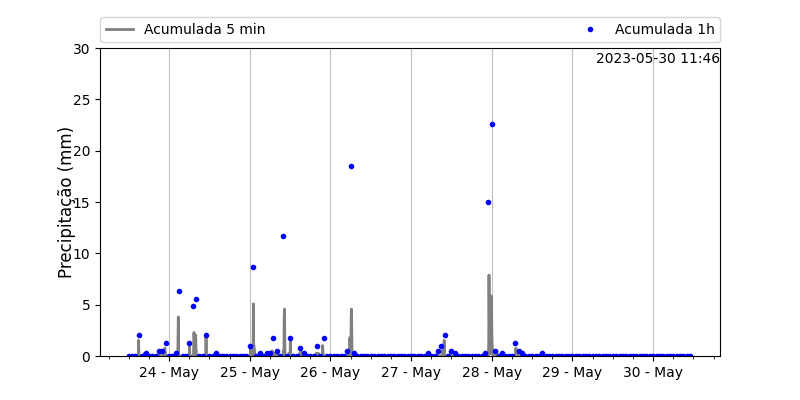 Acumulada 5 min Acumulada 1h
2023-05-30 11:46
Precipitação (mm)
30
25
20
15
10
5
0
24 - May 25 - May 26 - May 27 - May 28 - May 29 - May 30 - May